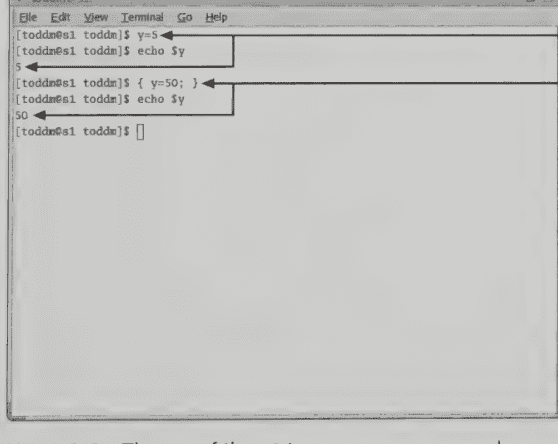 File Edit View Terminal Go Help
[toddm@s1 toddm]$ y=5
[toddm@s1 toddm]$ echo $y
5
[toddm@s1 toddm]$ { y=50; }
[toddm@s1 toddm]$ echo $y
50
[toddm@s1 toddm]$